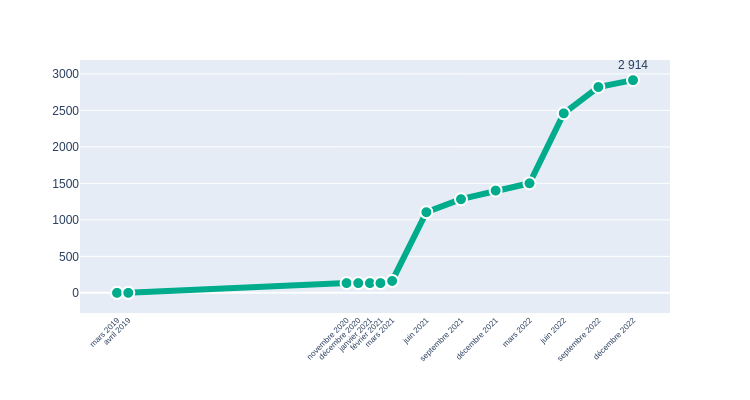 2 914
3000
2500
2000
1500
1000
500
0
mars 2019
avril 2019
novembre 2020
décembre 2020
janvier 2021
février 2021
mars 2021
juin 2021
septembre 2021
décembre 2021
mars 2022
juin 2022
septembre 2022
décembre 2022